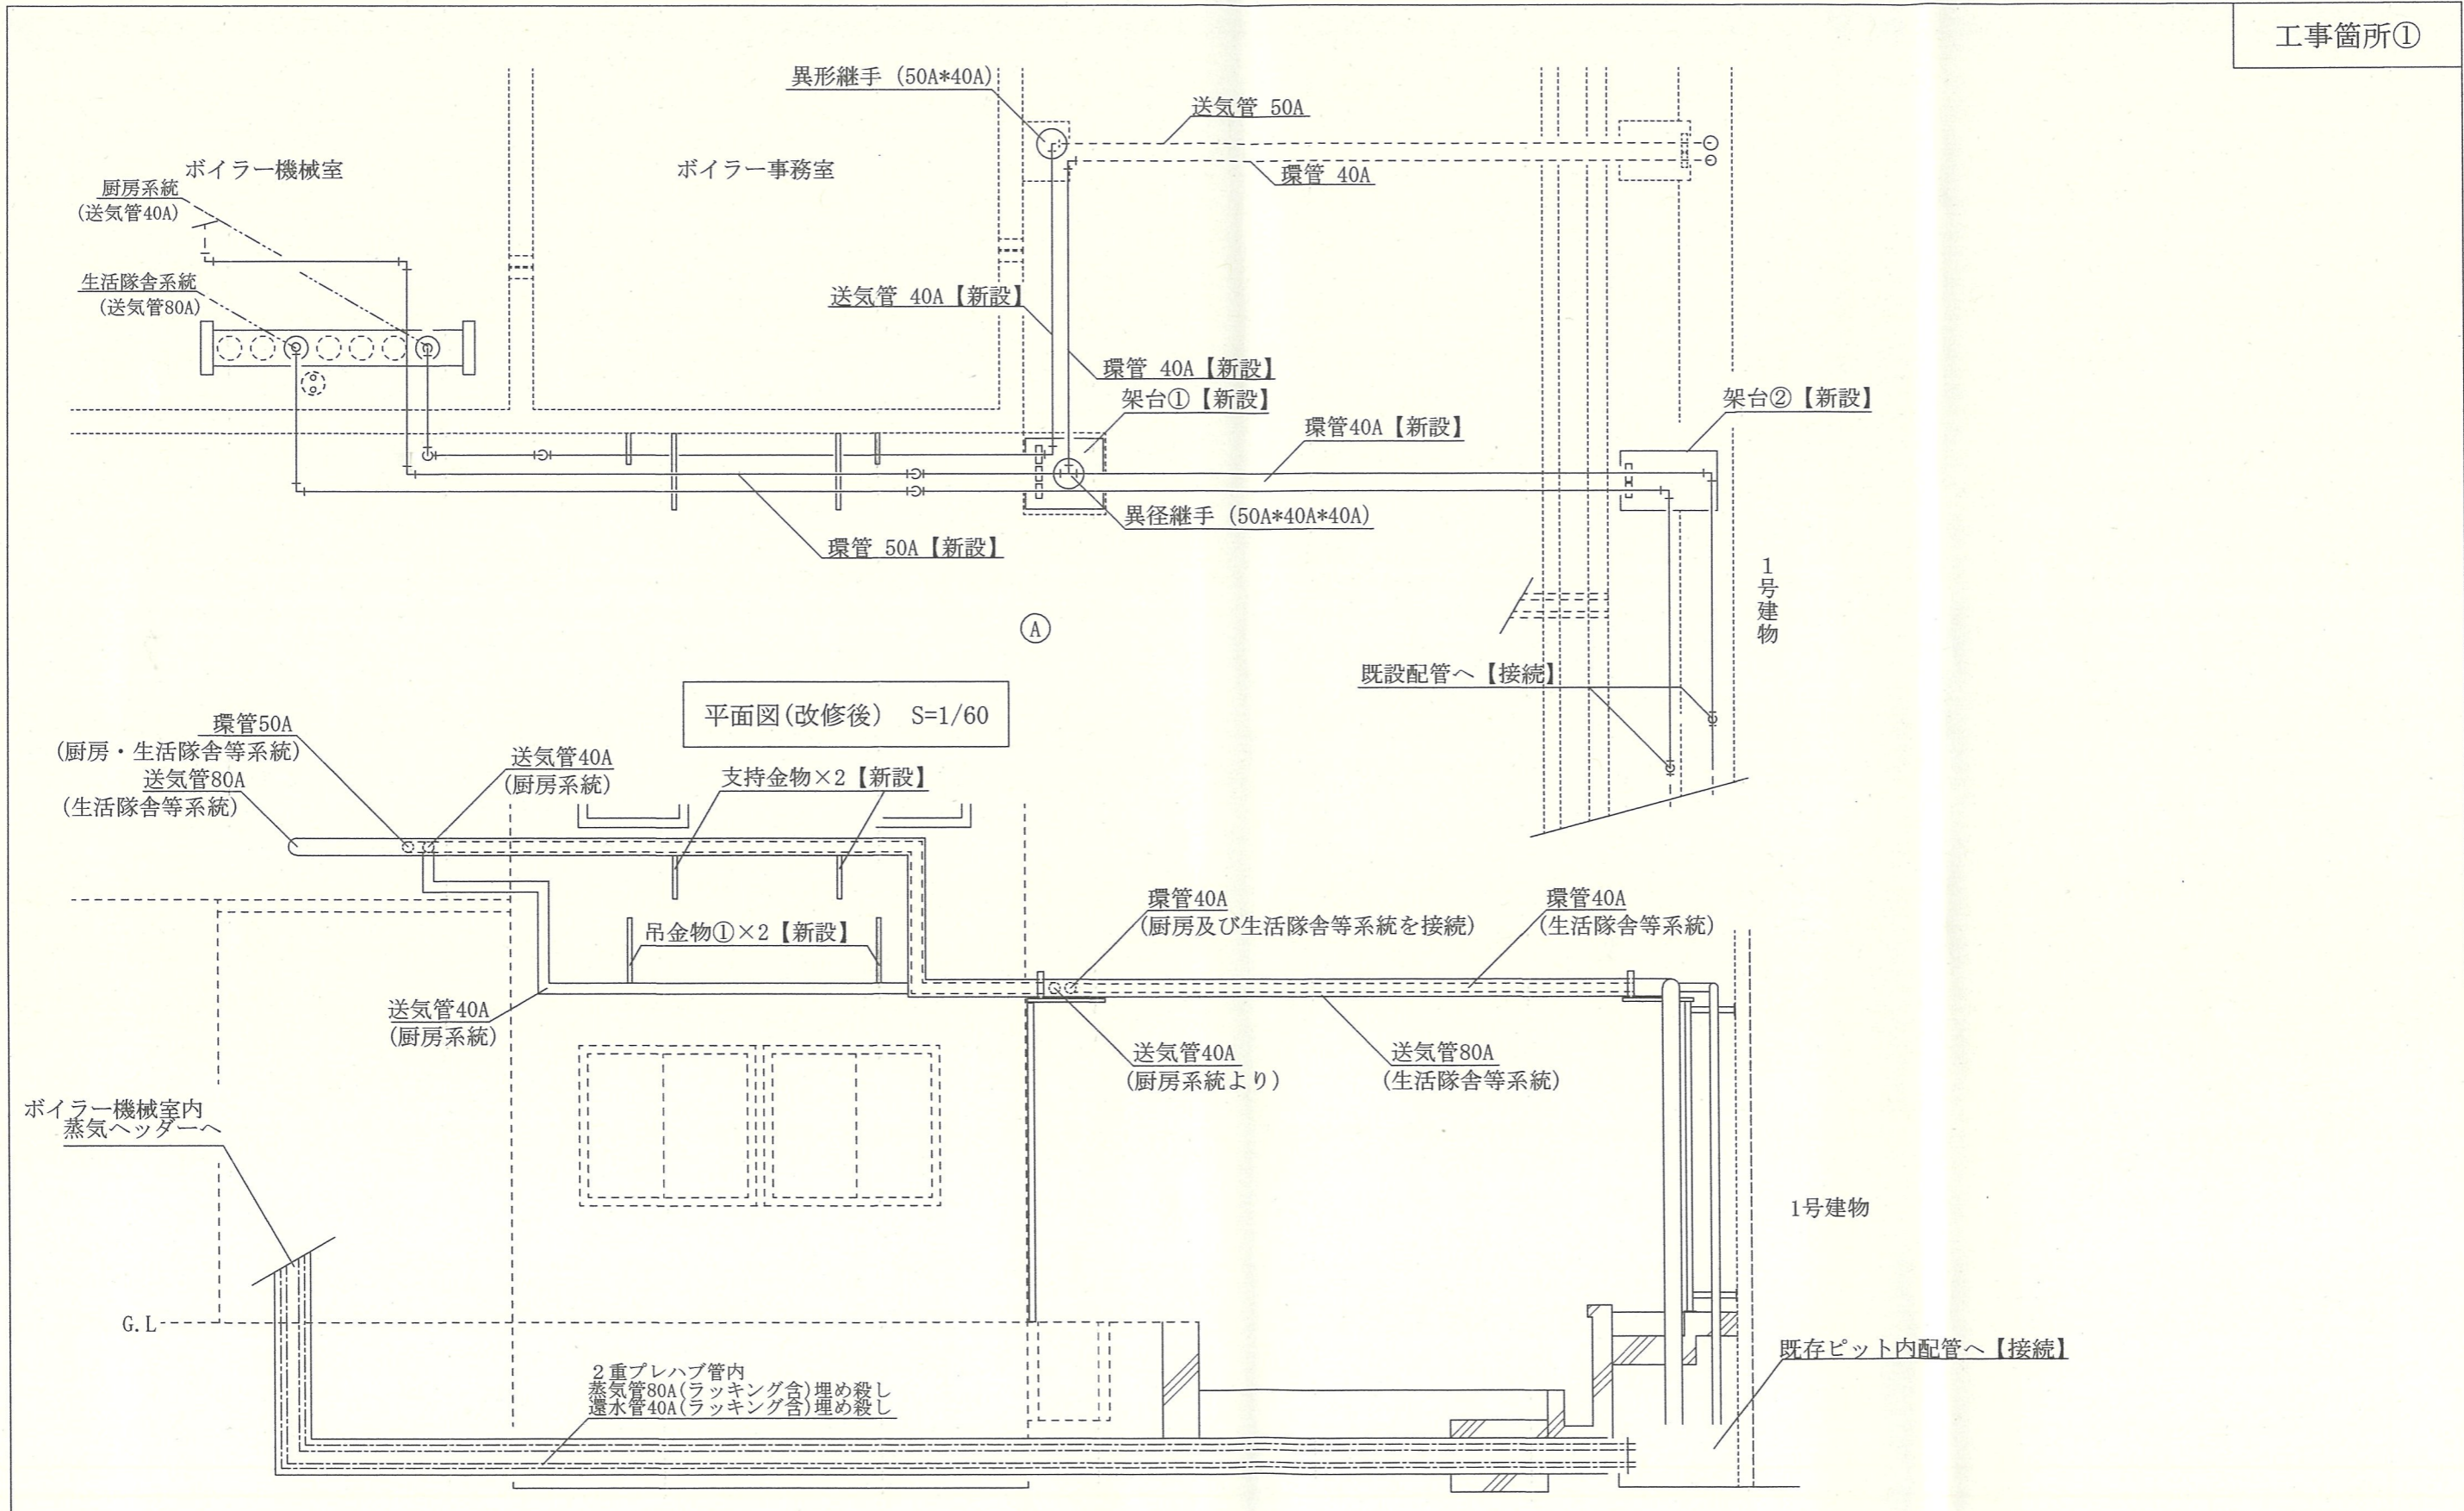 工事箇所①
異形継手 (50A*40A)
送気管 50A
ボイラー機械室
ボイラー事務室
環管 40A
厨房系統
(送気管40A)
生活隊舎系統
(送気管80A)
送気管 40A【新設】
環管 40A【新設】
架台①【新設】
架台②【新設】
環管40A【新設】
異径継手 (50A*40A*40A)
環管 50A【新設】
1号建物
A
既設配管へ【接続】
平面図(改修後) S=1/60
環管50A
(厨房・生活隊舎等系統)
送気管80A
(生活隊舎等系統)
送気管40A
(厨房系統)
支持金物×2【新設】
吊金物①×2【新設】
環管40A
(厨房及び生活隊舎等系統を接続)
環管40A
(生活隊舎等系統)
送気管40A
(厨房系統)
送気管40A
(厨房系統より)
送気管80A
(生活隊舎等系統)
ボイラー機械室内
蒸気ヘッダーへ
1号建物
G.L
既存ピット内配管へ【接続】
2重プレハブ管内
蒸気管80A(ラッキング含)埋め殺し
還水管40A(ラッキング含)埋め殺し